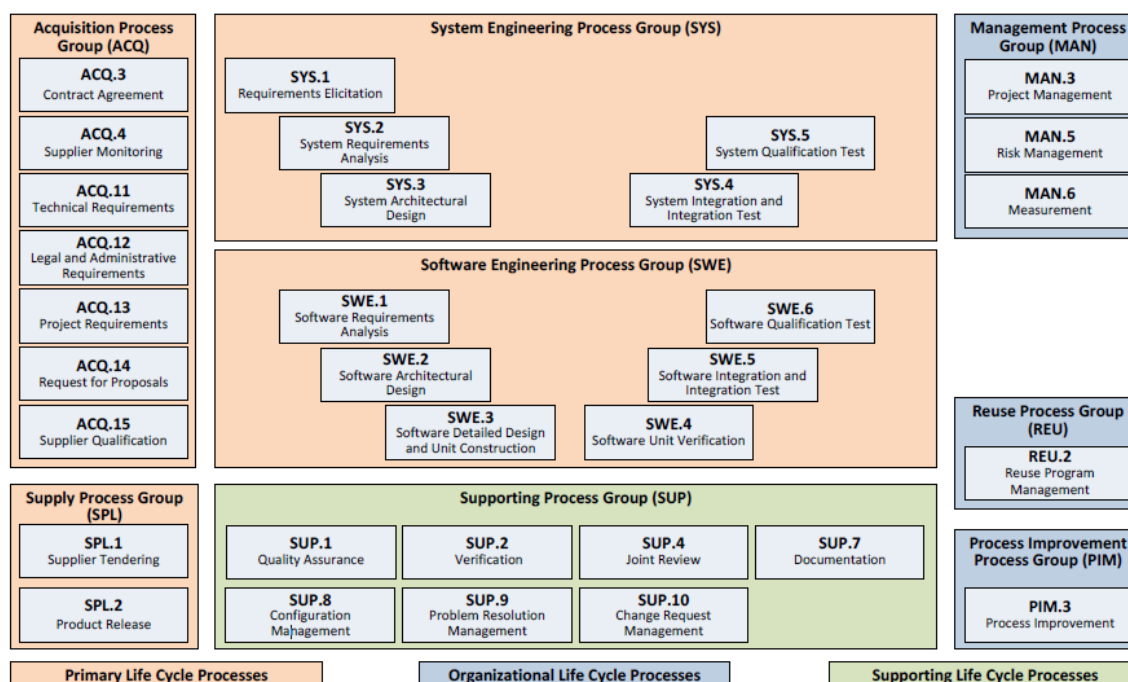 Acquisition Process
Group (ACQ)
ACQ.3
Contract Agreement
ACQ.4
Supplier Monitoring
ACQ.11
Technical Requirements
ACQ.12
Legal and Administrative
Requirements
ACQ.13
Project Requirements
ACQ.14
Request for Proposals
ACQ.15
Supplier Qualification
System Engineering Process Group (SYS)
SYS.1
Requirements Elicitation
SYS.2
System Requirements
Analysis
SYS.3
System Architectural
Design
SYS.5
System Qualification Test
SYS.4
System Integration and
Integration Test
Software Engineering Process Group (SWE)
SWE.1
Software Requirements
Analysis
SWE.2
Software Architectural
Design
SWE.3
Software Detailed Design
and Unit Construction
SWE.6
Software Qualification Test
SWE.5
Software Integration and
Integration Test
SWE.4
Software Unit Verification
Management Process
Group (MAN)
MAN.3
Project Management
MAN.5
Risk Management
MAN.6
Measurement
Reuse Process Group
(REU)
REU.2
Reuse Program
Management
Supply Process Group
(SPL)
SPL.1
Supplier Tendering
SPL.2
Product Release
Supporting Process Group (SUP)
SUP.1
Quality Assurance
SUP.2
Verification
SUP.4
Joint Review
SUP.7
Documentation
SUP.8
Configuration
Management
SUP.9
Problem Resolution
Management
SUP.10
Change Request
Management
Process Improvement
Process Group (PIM)
PIM.3
Process Improvement
Primary Life Cycle Processes
Organizational Life Cycle Processes
Supporting Life Cycle Processes